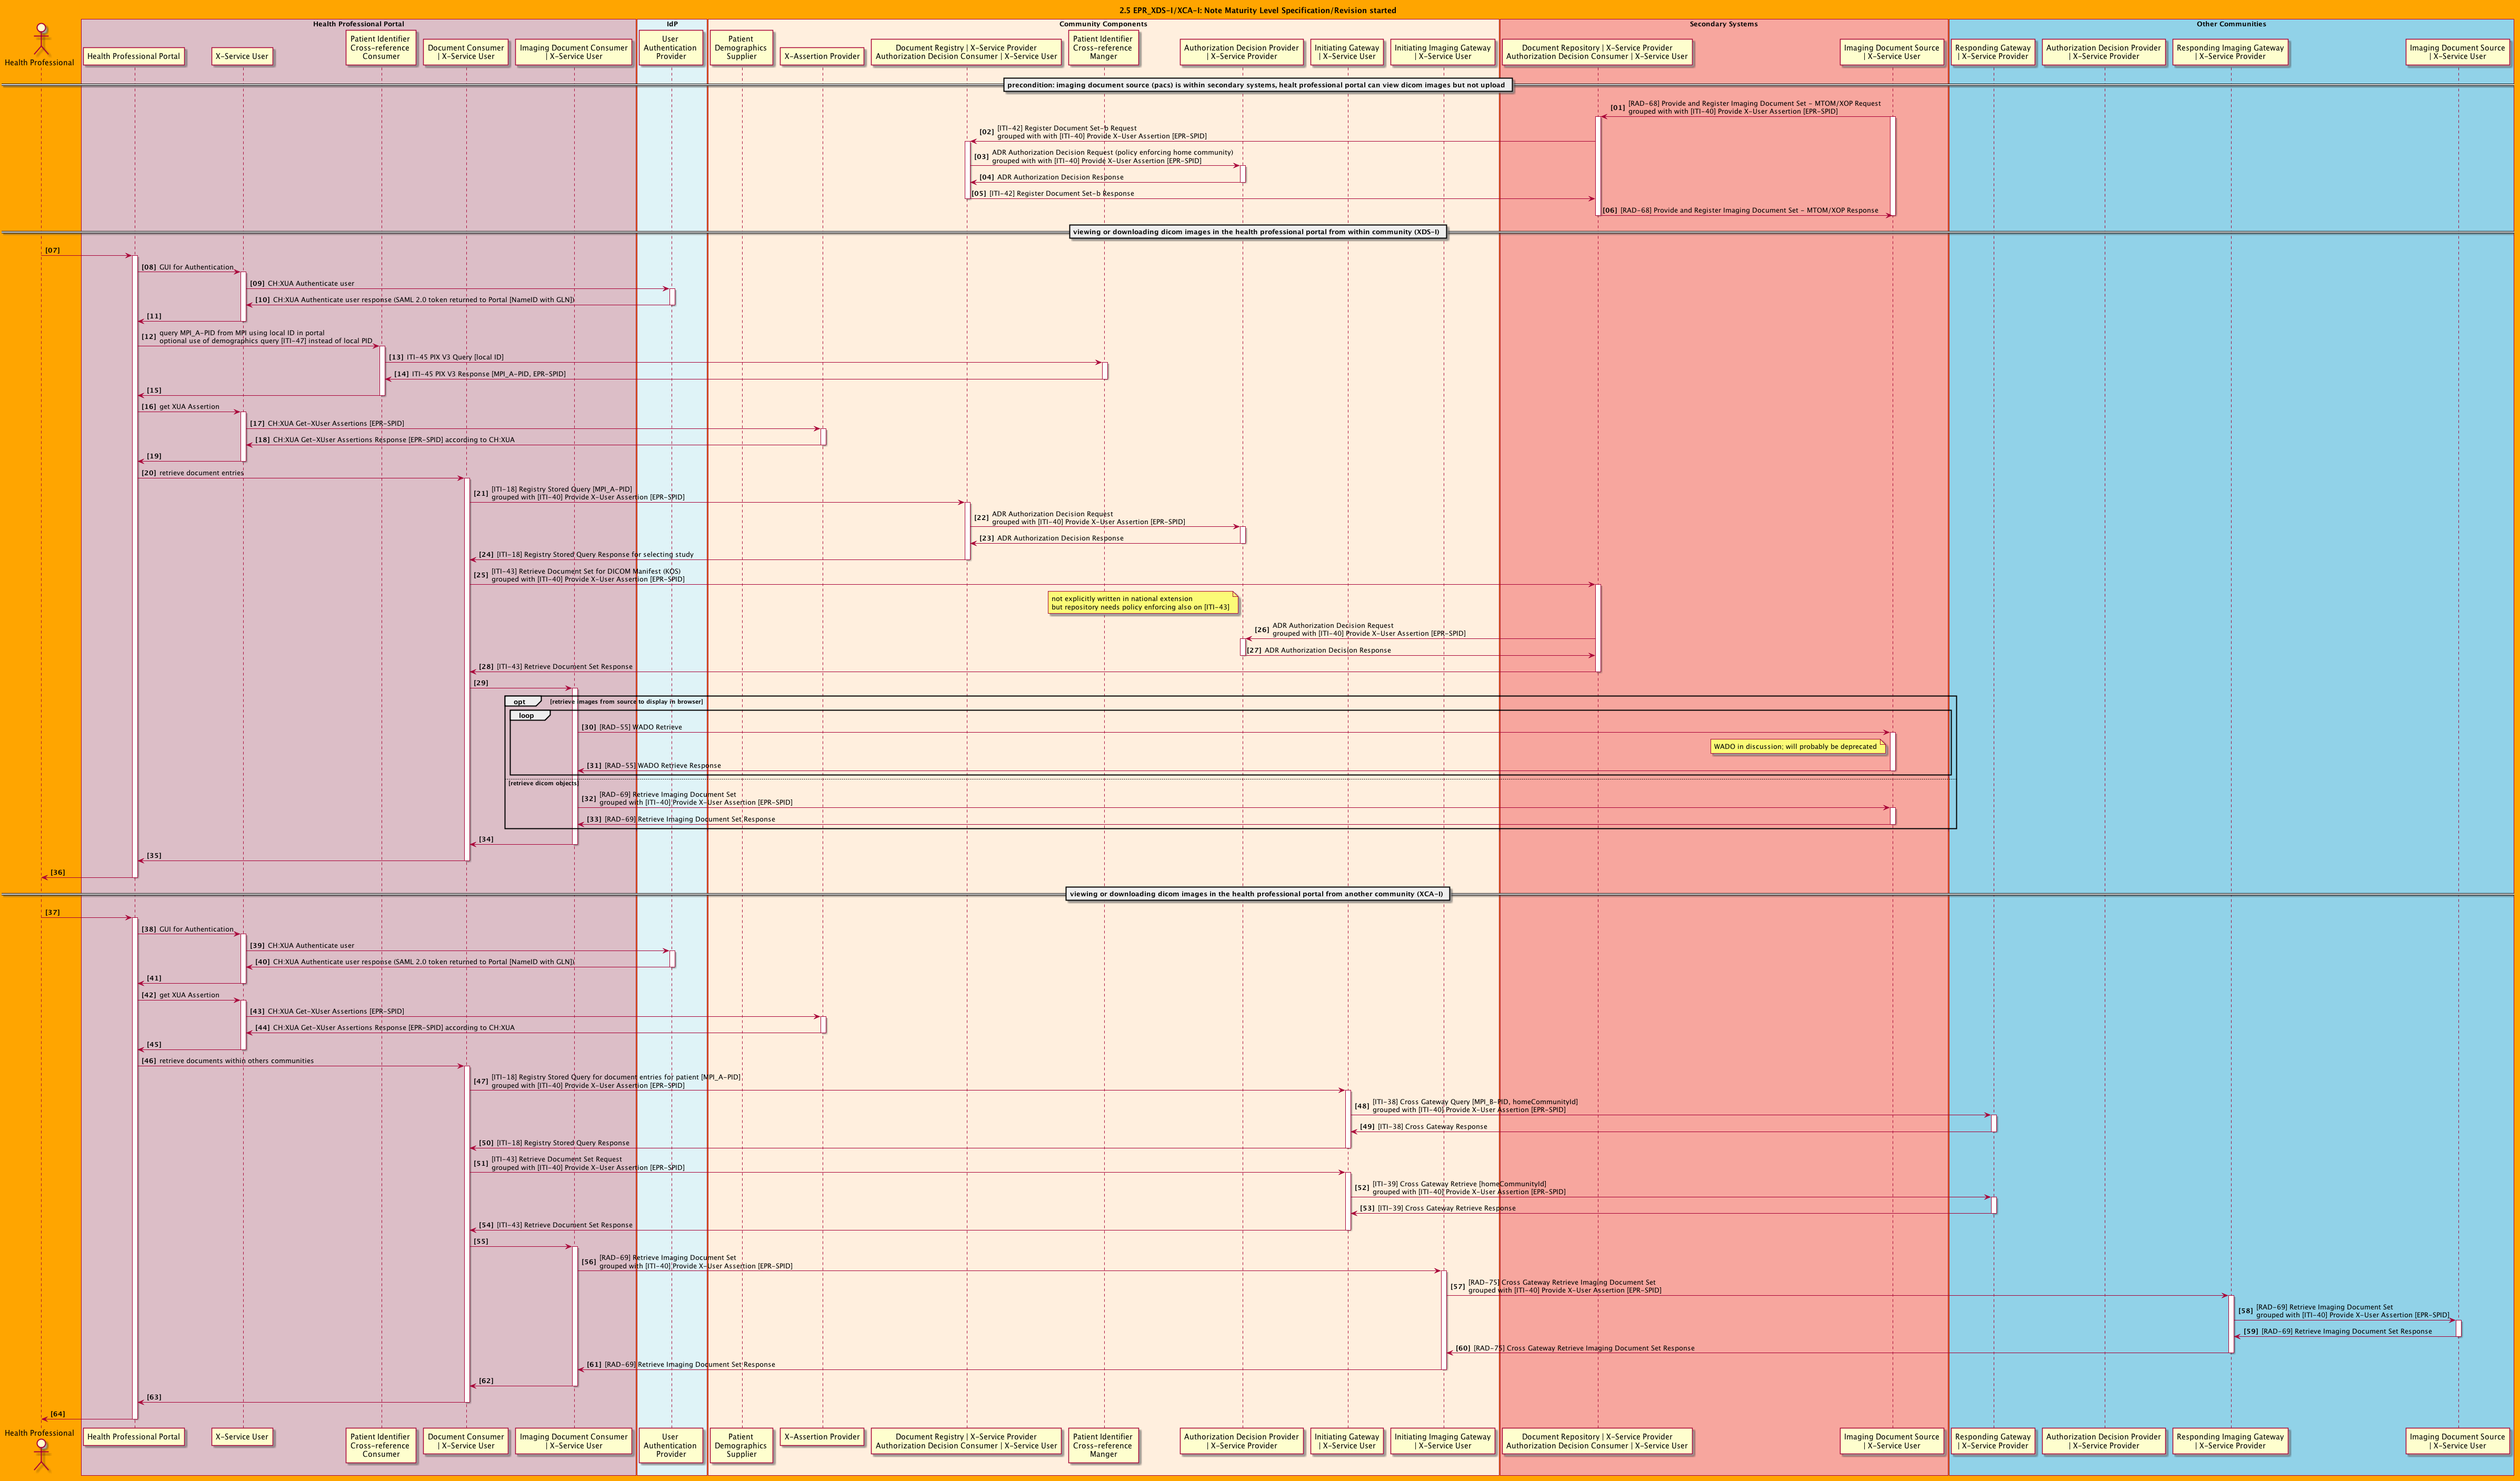 2.5 EPR_XDS-I/XCA-I: Note Maturity Level Specification/Revision started
Health Professional Portal
IdP
Community Components
Secondary Systems
Other Communities
Health Professional
Health Professional Portal
X-Service User
Patient Identifier
Cross-reference
Consumer
Document Consumer
| X-Service User
Imaging Document Consumer
| X-Service User
User
Authentication
Provider
Patient
Demographics
Supplier
X-Assertion Provider
Document Registry | X-Service Provider
Authorization Decision Consumer | X-Service User
Patient Identifier
Cross-reference
Manger
Authorization Decision Provider
| X-Service Provider
Initiating Gateway
| X-Service User
Initiating Imaging Gateway
| X-Service User
Document Repository | X-Service Provider
Authorization Decision Consumer | X-Service User
Imaging Document Source
| X-Service User
Responding Gateway
| X-Service Provider
Authorization Decision Provider
| X-Service Provider
Responding Imaging Gateway
| X-Service Provider
Imaging Document Source
| X-Service User
precondition: imaging document source (pacs) is within secondary systems, healt professional portal can view dicom images but not upload
[01] [RAD-68] Provide and Register Imaging Document Set - MTOM/XOP Request
grouped with with [ITI-40] Provide X-User Assertion [EPR-SPID]
[02] [ITI-42] Register Document Set-b Request
grouped with with [ITI-40] Provide X-User Assertion [EPR-SPID]
[03] ADR Authorization Decision Request (policy enforcing home community)
grouped with with [ITI-40] Provide X-User Assertion [EPR-SPID]
[04] ADR Authorization Decision Response
[05] [ITI-42] Register Document Set-b Response
[06] [RAD-68] Provide and Register Imaging Document Set - MTOM/XOP Response
viewing or downloading dicom images in the health professional portal from within community (XDS-I)
[07]
[08] GUI for Authentication
[09] CH:XUA Authenticate user
[10] CH:XUA Authenticate user response (SAML 2.0 token returned to Portal [NameID with GLN])
[11]
[12] query MPI_A-PID from MPI using local ID in portal
optional use of demographics query [ITI-47] instead of local PID
[13] ITI-45 PIX V3 Query [local ID]
[14] ITI-45 PIX V3 Response [MPI_A-PID, EPR-SPID]
[15]
[16] get XUA Assertion
[17] CH:XUA Get-XUser Assertions [EPR-SPID]
[18] CH:XUA Get-XUser Assertions Response [EPR-SPID] according to CH:XUA
[19]
[20] retrieve document entries
[21] [ITI-18] Registry Stored Query [MPI_A-PID]
grouped with [ITI-40] Provide X-User Assertion [EPR-SPID]
[22] ADR Authorization Decision Request
grouped with [ITI-40] Provide X-User Assertion [EPR-SPID]
[23] ADR Authorization Decision Response
[24] [ITI-18] Registry Stored Query Response for selecting study
[25] [ITI-43] Retrieve Document Set for DICOM Manifest (KOS)
grouped with [ITI-40] Provide X-User Assertion [EPR-SPID]
not explicitly written in national extension
but repository needs policy enforcing also on [ITI-43]
[26] ADR Authorization Decision Request
grouped with [ITI-40] Provide X-User Assertion [EPR-SPID]
[27] ADR Authorization Decision Response
[28] [ITI-43] Retrieve Document Set Response
[29]
opt [retrieve images from source to display in browser]
loop
[30] [RAD-55] WADO Retrieve
WADO in discussion; will probably be deprecated
[31] [RAD-55] WADO Retrieve Response
[retrieve dicom objects]
[32] [RAD-69] Retrieve Imaging Document Set
grouped with [ITI-40] Provide X-User Assertion [EPR-SPID]
[33] [RAD-69] Retrieve Imaging Document Set Response
[34]
[35]
[36]
viewing or downloading dicom images in the health professional portal from another community (XCA-I)
[37]
[38] GUI for Authentication
[39] CH:XUA Authenticate user
[40] CH:XUA Authenticate user response (SAML 2.0 token returned to Portal [NameID with GLN])
[41]
[42] get XUA Assertion
[43] CH:XUA Get-XUser Assertions [EPR-SPID]
[44] CH:XUA Get-XUser Assertions Response [EPR-SPID] according to CH:XUA
[45]
[46] retrieve documents within others communities
[47] [ITI-18] Registry Stored Query for document entries for patient [MPI_A-PID]
grouped with [ITI-40] Provide X-User Assertion [EPR-SPID]
[48] [ITI-38] Cross Gateway Query [MPI_B-PID, homeCommunityId]
grouped with [ITI-40] Provide X-User Assertion [EPR-SPID]
[49] [ITI-38] Cross Gateway Response
[50] [ITI-18] Registry Stored Query Response
[51] [ITI-43] Retrieve Document Set Request
grouped with [ITI-40] Provide X-User Assertion [EPR-SPID]
[52] [ITI-39] Cross Gateway Retrieve [homeCommunityId]
grouped with [ITI-40] Provide X-User Assertion [EPR-SPID]
[53] [ITI-39] Cross Gateway Retrieve Response
[54] [ITI-43] Retrieve Document Set Response
[55]
[56] [RAD-69] Retrieve Imaging Document Set
grouped with [ITI-40] Provide X-User Assertion [EPR-SPID]
[57] [RAD-75] Cross Gateway Retrieve Imaging Document Set
grouped with [ITI-40] Provide X-User Assertion [EPR-SPID]
[58] [RAD-69] Retrieve Imaging Document Set
grouped with [ITI-40] Provide X-User Assertion [EPR-SPID]
[59] [RAD-69] Retrieve Imaging Document Set Response
[60] [RAD-75] Cross Gateway Retrieve Imaging Document Set Response
[61] [RAD-69] Retrieve Imaging Document Set Response
[62]
[63]
[64]
Health Professional
Health Professional Portal
X-Service User
Patient Identifier
Cross-reference
Consumer
Document Consumer
| X-Service User
Imaging Document Consumer
| X-Service User
User
Authentication
Provider
Patient
Demographics
Supplier
X-Assertion Provider
Document Registry | X-Service Provider
Authorization Decision Consumer | X-Service User
Patient Identifier
Cross-reference
Manger
Authorization Decision Provider
| X-Service Provider
Initiating Gateway
| X-Service User
Initiating Imaging Gateway
| X-Service User
Document Repository | X-Service Provider
Authorization Decision Consumer | X-Service User
Imaging Document Source
| X-Service User
Responding Gateway
| X-Service Provider
Authorization Decision Provider
| X-Service Provider
Responding Imaging Gateway
| X-Service Provider
Imaging Document Source
| X-Service User